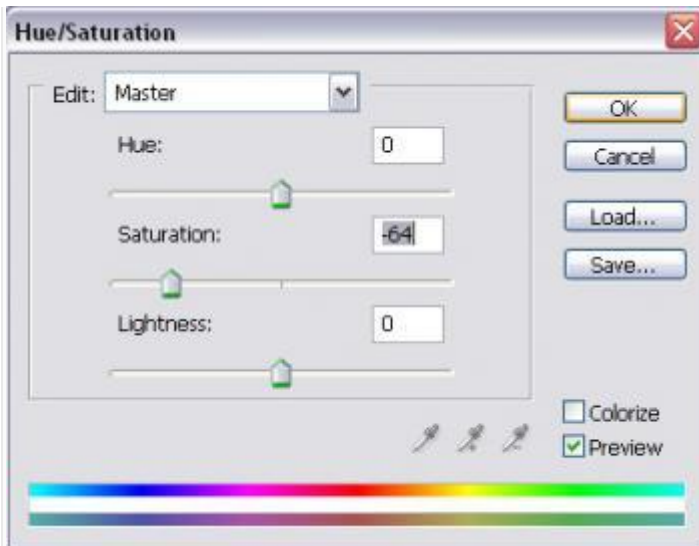 Hue/Saturation
Edit: Master
OK
Hue: 0
Cancel
Load...
Saturation: -64
Save...
Lightness: 0
Colorize
Preview